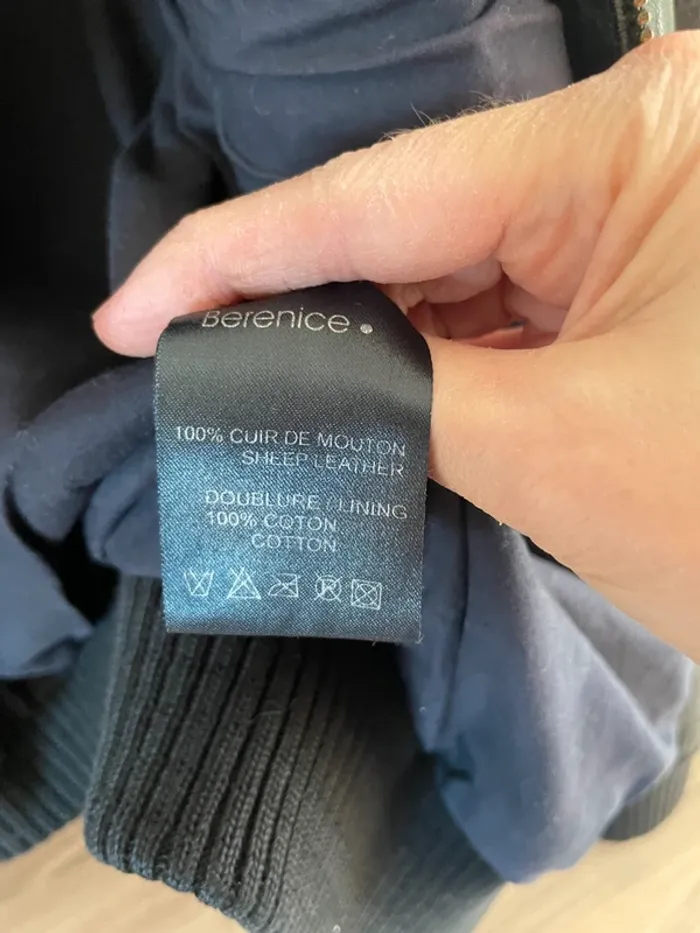 Berenice.
100% CUIR DE MOUTON
SHEEP LEATHER
DOUBLURE / LINING
100% COTON
COTTON